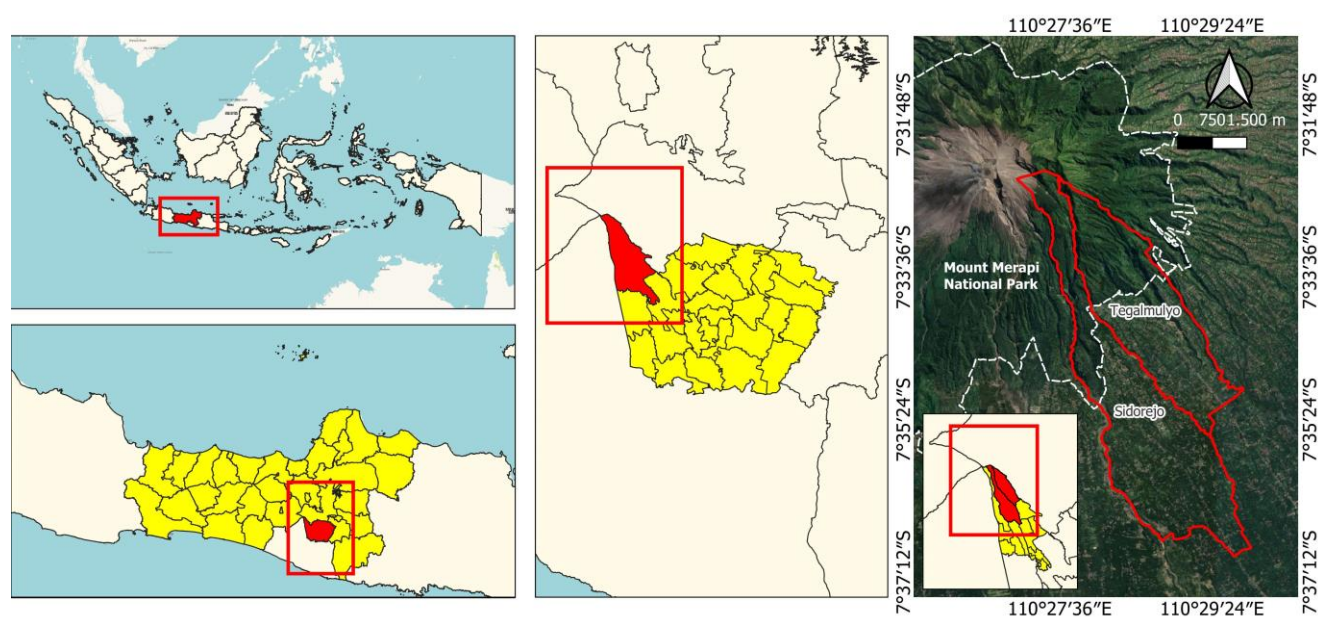 110°27′36″E 110°29′24″E
7°31′48″S
7°31′48″S
0 7501.500 m
7°33′36″S
7°33′36″S
Mount Merapi
National Park
Tegalmulyo
7°35′24″S
7°35′24″S
Sidorejo
7°37′12″S
7°37′12″S
110°27′36″E 110°29′24″E